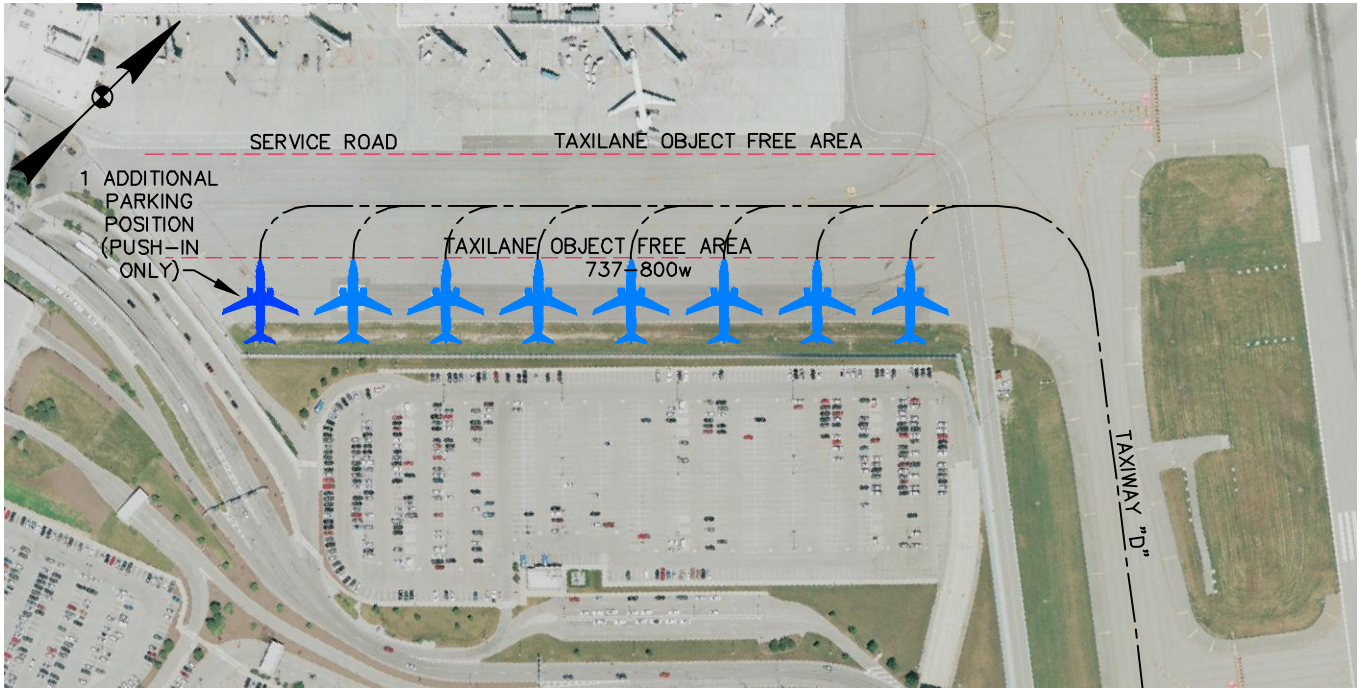 SERVICE ROAD
TAXILANE OBJECT FREE AREA
1 ADDITIONAL
PARKING
POSITION
(PUSH-IN
ONLY)
TAXILANE OBJECT FREE AREA
737-800w
TAXIWAY "D"